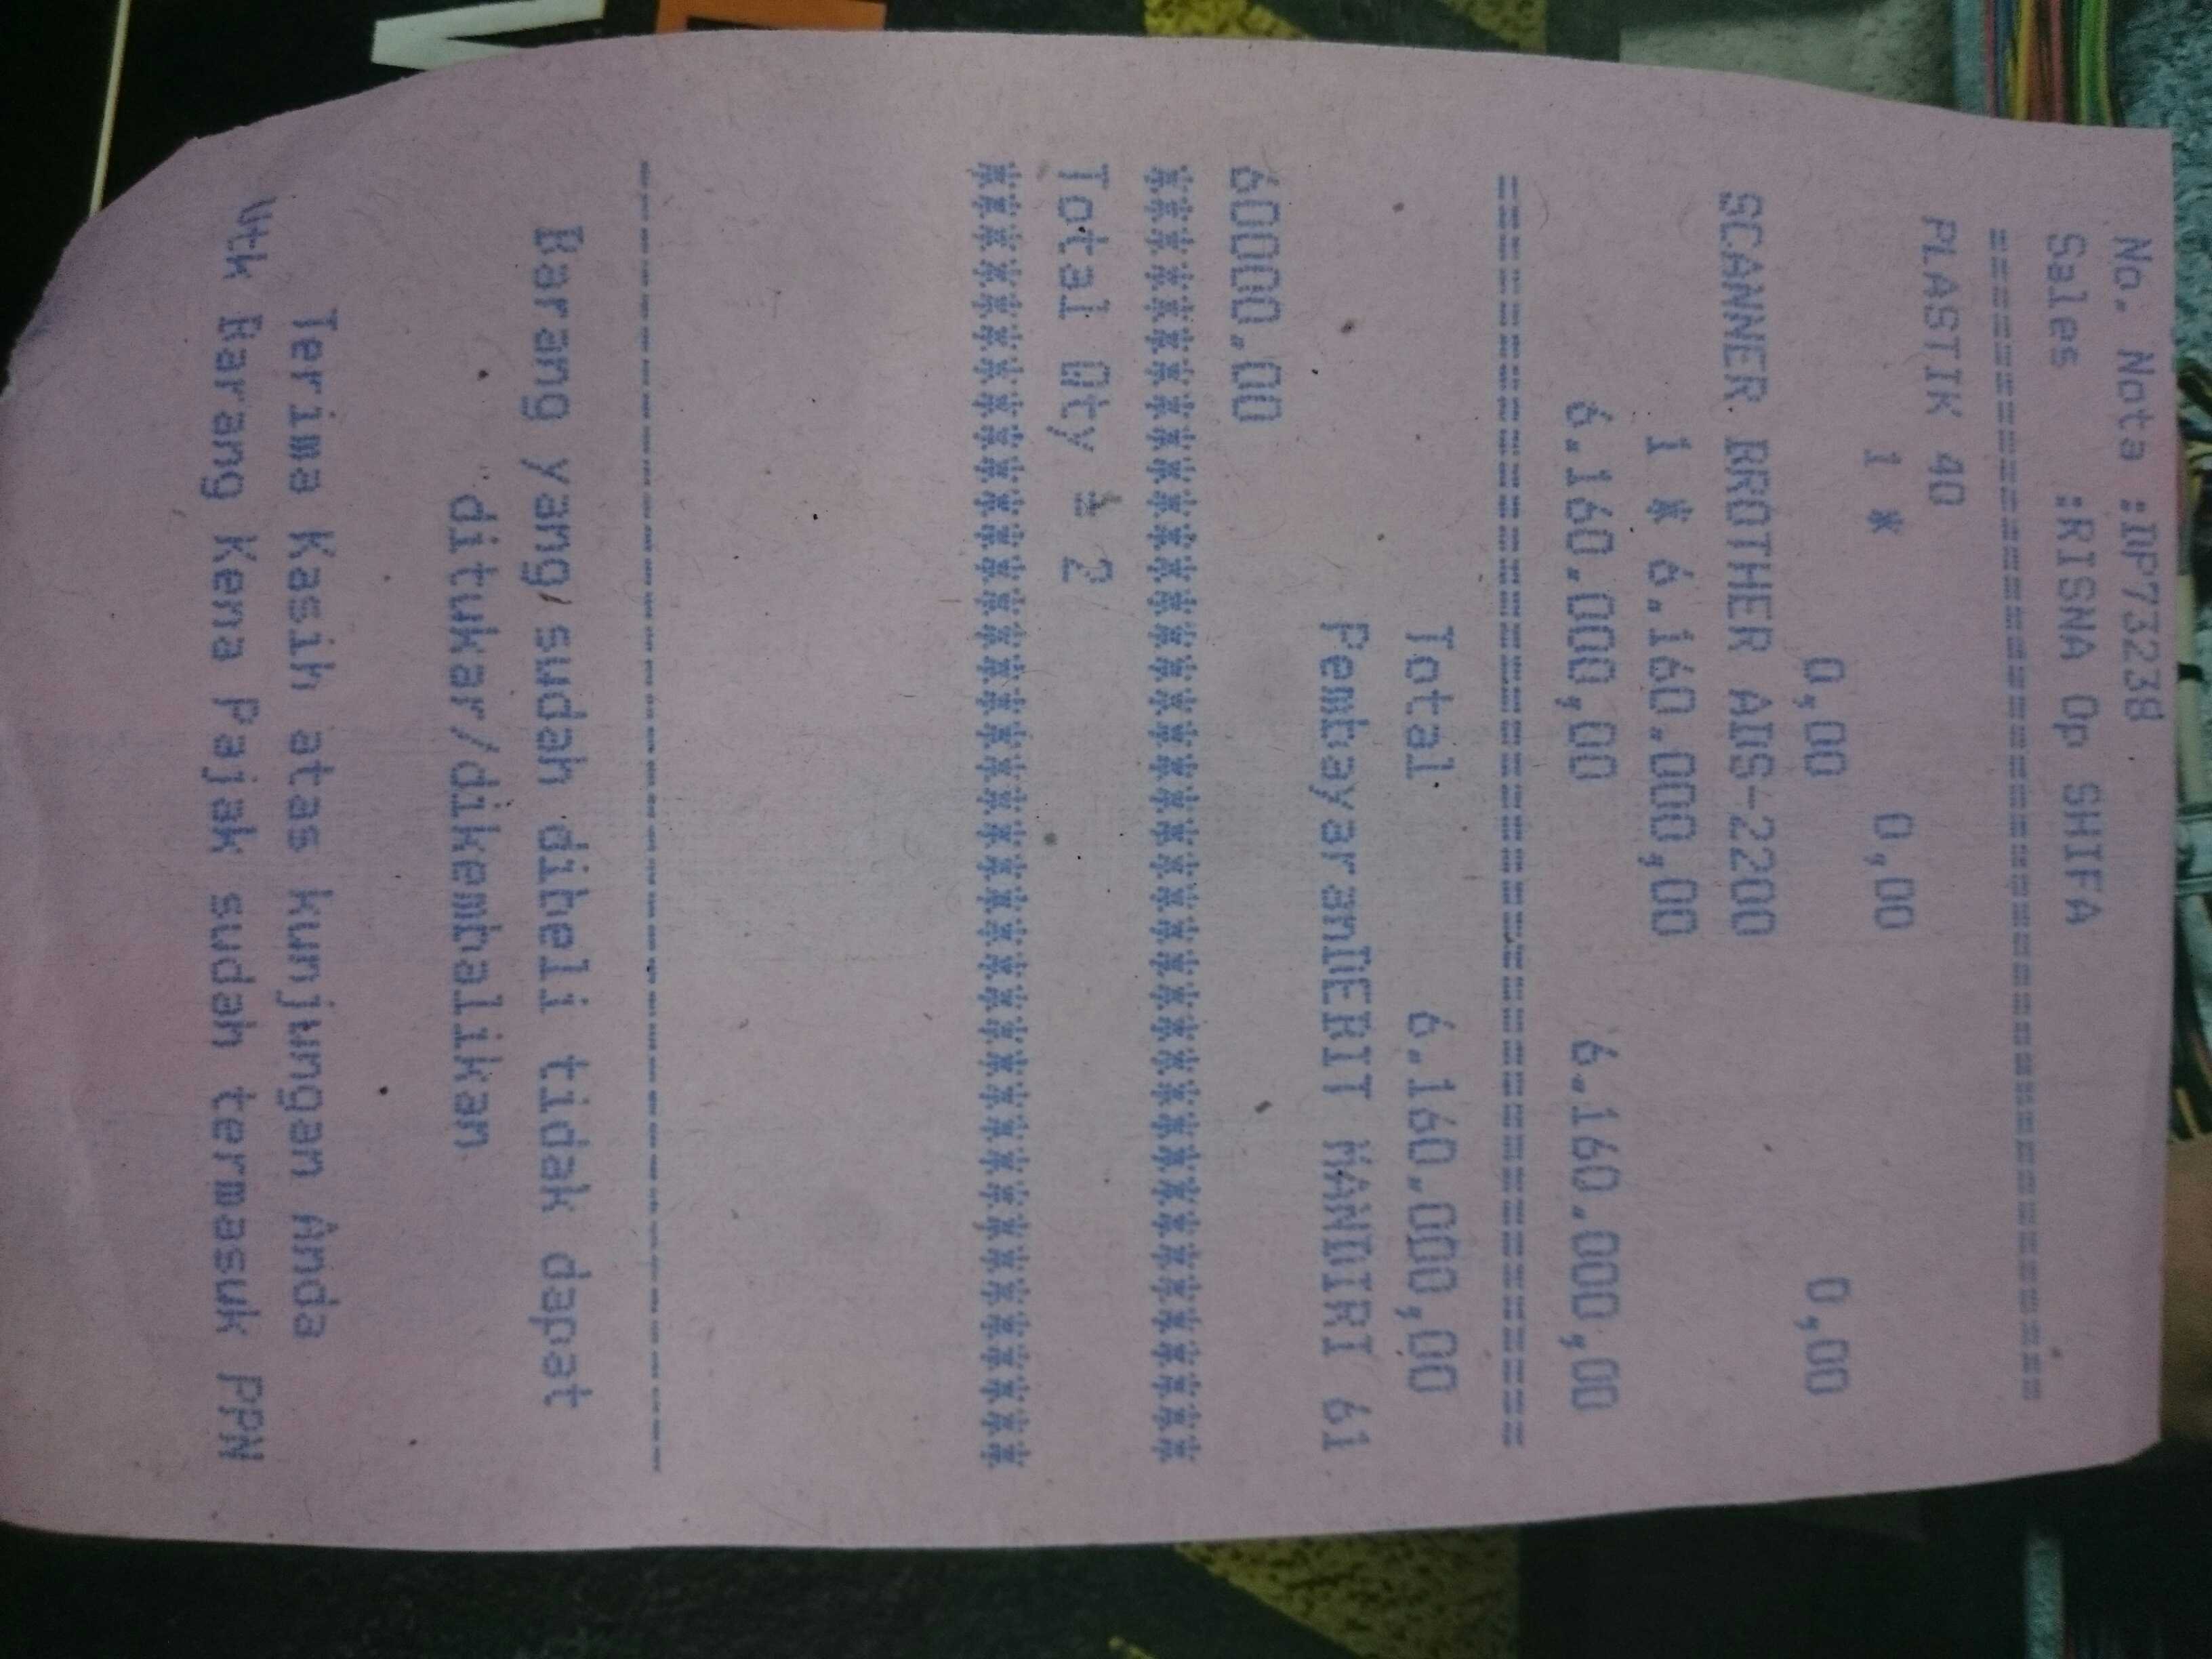 No. Nota :DP73238
Sales :RISNA Op SHIFA
==========================================
PLASTIK 40
1 * 0,00
0,00 0,00
SCANNER BROTHER ADS-2200
1 * 6.160.000,00
6.160.000,00 6.160.000,00
==========================================
Total 6.160.000,00
PembayaranDEBIT MANDIRI 61
60000.00
******************************************
Total Qty : 2
******************************************
------------------------------------------
Barang yang sudah dibeli tidak dapat
ditukar/dikembalikan
Terima Kasih atas kunjungan Anda
Utk Barang Kena Pajak sudah termasuk PPN